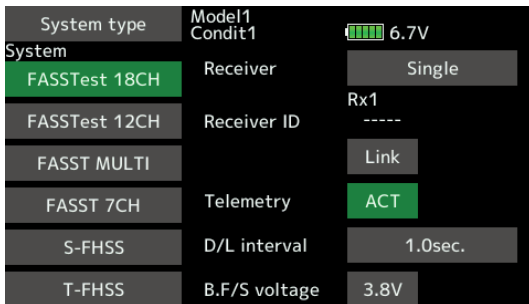 System type
Model1
Condit1
6.7V
System
FASSTest 18CH
FASSTest 12CH
FASST MULTI
FASST 7CH
S-FHSS
T-FHSS
Receiver
Single
Rx1
Receiver ID
-----
Link
Telemetry
ACT
D/L interval
1.0sec.
B.F/S voltage
3.8V